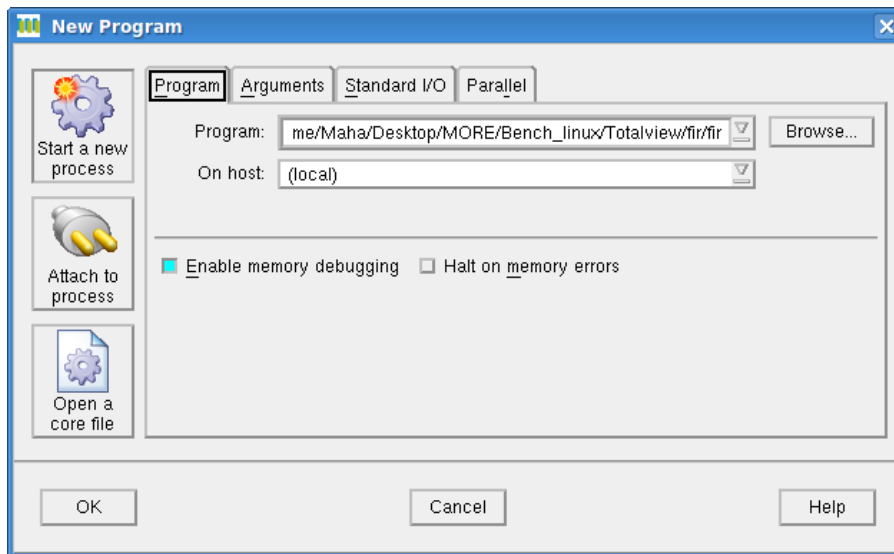 New Program
Start a new
process
Attach to
process
Open a
core file
Program Arguments Standard I/O Parallel
Program: me/Maha/Desktop/MORE/Bench_linux/Totalview/fir/fir Browse...
On host: (local)
Enable memory debugging Halt on memory errors
OK Cancel Help